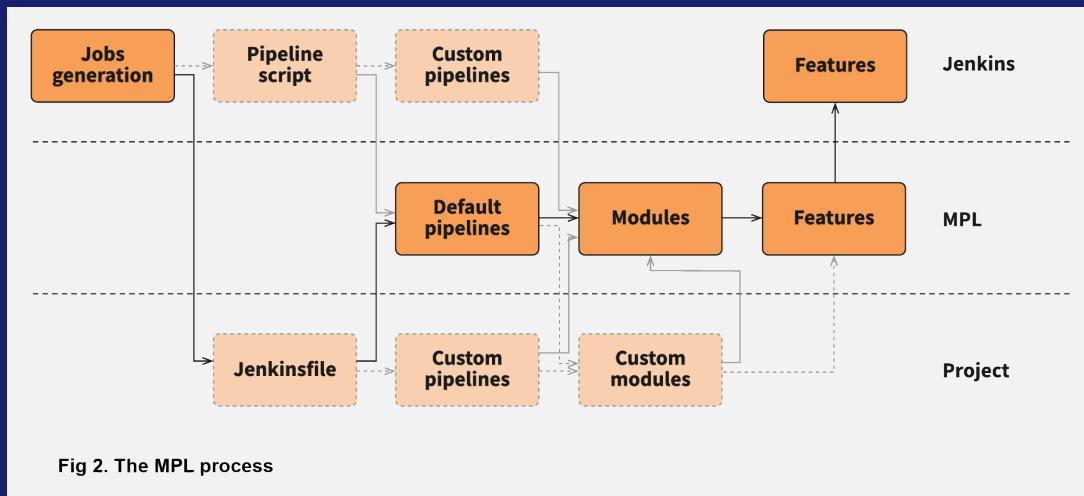 Jobs
generation
Pipeline
script
Custom
pipelines
Features
Jenkins
Default
pipelines
Modules
Features
MPL
Jenkinsfile
Custom
pipelines
Custom
modules
Project
Fig 2. The MPL process